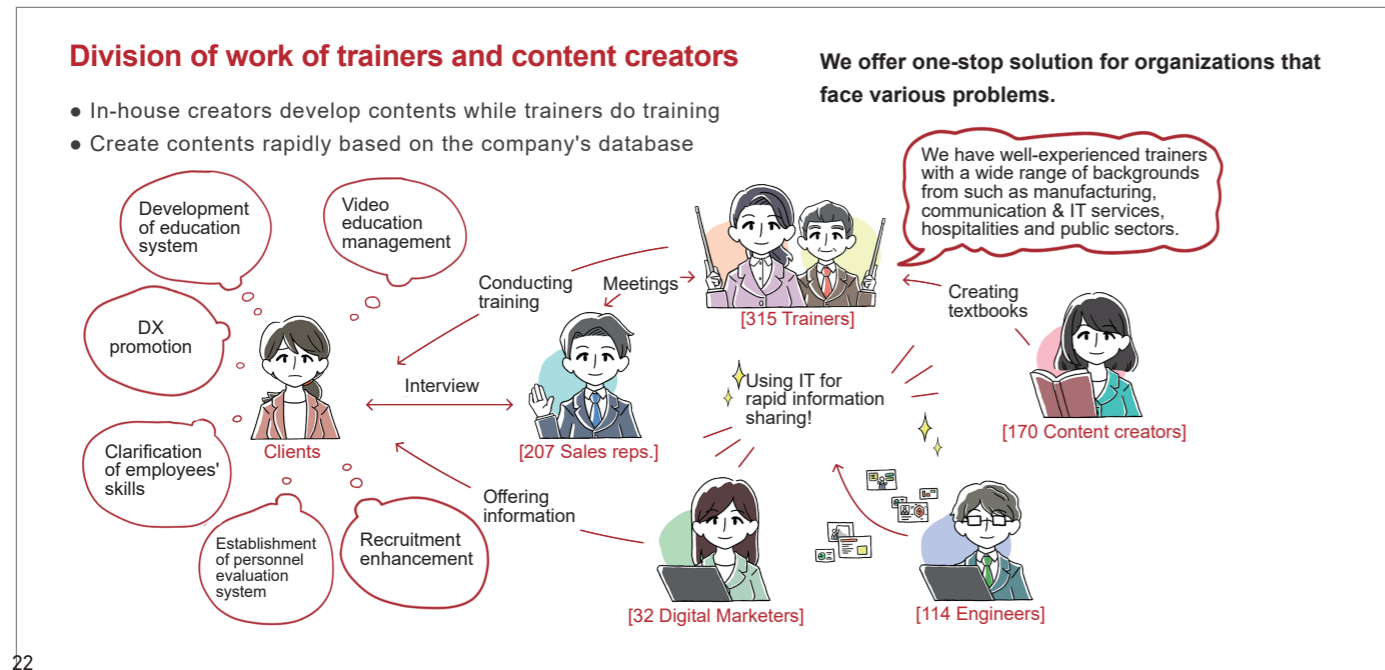 Division of work of trainers and content creators
● In-house creators develop contents while trainers do training
● Create contents rapidly based on the company's database
We offer one-stop solution for organizations that
face various problems.
We have well-experienced trainers
with a wide range of backgrounds
from such as manufacturing,
communication & IT services,
hospitalities and public sectors.
Development
of education
system
Video
education
management
DX
promotion
Clarification
of employees'
skills
Establishment
of personnel
evaluation
system
Recruitment
enhancement
Clients
Conducting
training
Meetings
Interview
Offering
information
[207 Sales reps.]
[315 Trainers]
Creating
textbooks
[170 Content creators]
Using IT for
rapid information
sharing!
[32 Digital Marketers]
[114 Engineers]
22